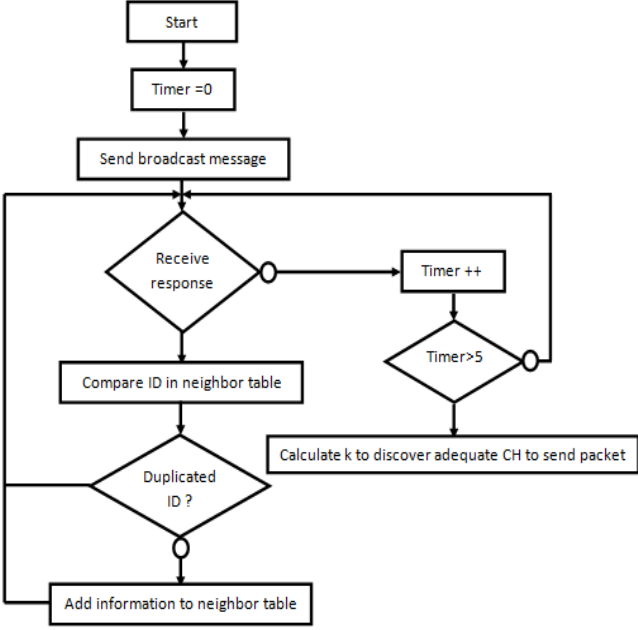 Start
Timer =0
Send broadcast message
Receive
response
Timer ++
Timer>5
Compare ID in neighbor table
Calculate k to discover adequate CH to send packet
Duplicated
ID ?
Add information to neighbor table